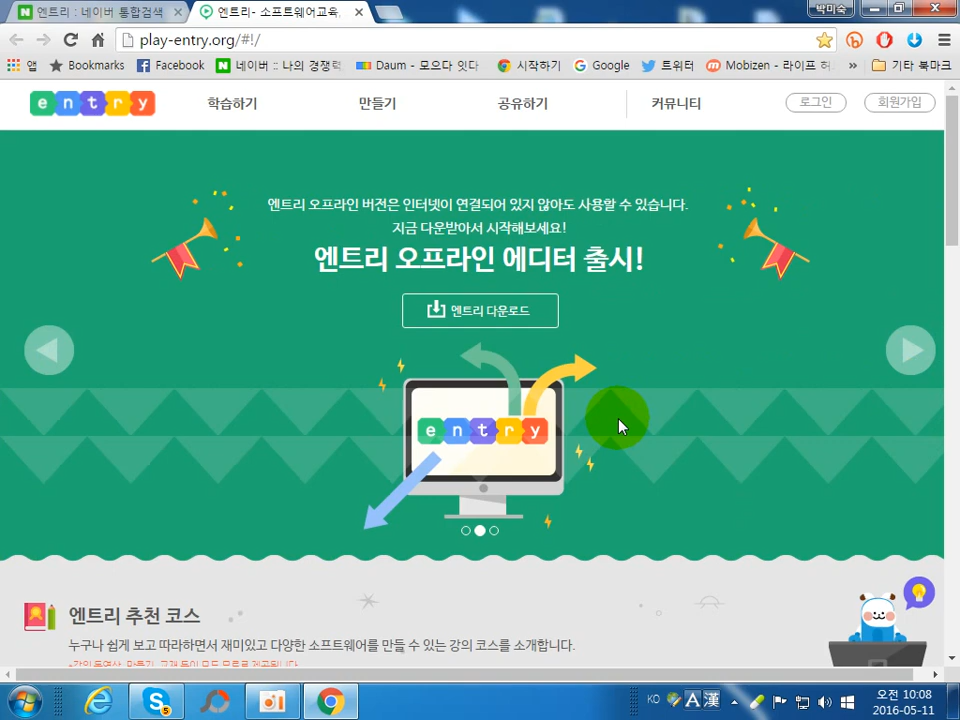 엔트리 : 네이버 통합검색
엔트리- 소프트웨어교육,
박미숙
play-entry.org/#!/
앱
Bookmarks
Facebook
네이버 :: 나의 경쟁력
Daum - 모으다 잇다
시작하기
Google
트위터
Mobizen - 라이프
»
기타 북마크
entry
학습하기
만들기
공유하기
커뮤니티
로그인
회원가입
엔트리 오프라인 버전은 인터넷이 연결되어 있지 않아도 사용할 수 있습니다.
지금 다운받아서 시작해보세요!
엔트리 오프라인 에디터 출시!
엔트리 다운로드
entry
엔트리 추천 코스
누구나 쉽게 보고 따라하면서 재미있고 다양한 소프트웨어를 만들 수 있는 강의 코스를 소개합니다.
KO
A
漢
오전 10:08
2016-05-11